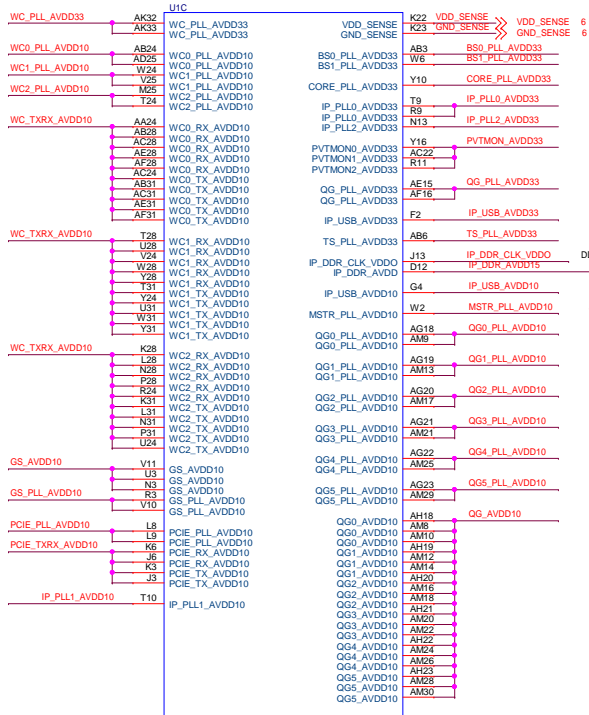 U1C
WC_PLL_AVDD33 AK32 WC_PLL_AVDD33
AK33 WC_PLL_AVDD33
WC0_PLL_AVDD10 AB24 WC0_PLL_AVDD10
AD25 WC0_PLL_AVDD10
WC1_PLL_AVDD10 W24 WC1_PLL_AVDD10
V25 WC1_PLL_AVDD10
WC2_PLL_AVDD10 M25 WC2_PLL_AVDD10
T24 WC2_PLL_AVDD10
WC_TXRX_AVDD10 AA24 WC0_RX_AVDD10
AB28 WC0_RX_AVDD10
AC28 WC0_RX_AVDD10
AE28 WC0_RX_AVDD10
AF28 WC0_RX_AVDD10
AC24 WC0_TX_AVDD10
AB31 WC0_TX_AVDD10
AC31 WC0_TX_AVDD10
AE31 WC0_TX_AVDD10
AF31 WC0_TX_AVDD10
WC_TXRX_AVDD10 T28 WC1_RX_AVDD10
U28 WC1_RX_AVDD10
V24 WC1_RX_AVDD10
W28 WC1_RX_AVDD10
Y28 WC1_RX_AVDD10
T31 WC1_TX_AVDD10
Y24 WC1_TX_AVDD10
U31 WC1_TX_AVDD10
W31 WC1_TX_AVDD10
Y31 WC1_TX_AVDD10
WC_TXRX_AVDD10 K28 WC2_RX_AVDD10
L28 WC2_RX_AVDD10
N28 WC2_RX_AVDD10
P28 WC2_RX_AVDD10
R24 WC2_RX_AVDD10
K31 WC2_TX_AVDD10
L31 WC2_TX_AVDD10
N31 WC2_TX_AVDD10
P31 WC2_TX_AVDD10
U24 WC2_TX_AVDD10
GS_AVDD10 V11 GS_AVDD10
U3 GS_AVDD10
N3 GS_AVDD10
GS_PLL_AVDD10 R3 GS_PLL_AVDD10
V10 GS_PLL_AVDD10
PCIE_PLL_AVDD10 L8 PCIE_PLL_AVDD10
L9 PCIE_PLL_AVDD10
PCIE_TXRX_AVDD10 K6 PCIE_RX_AVDD10
J6 PCIE_RX_AVDD10
K3 PCIE_TX_AVDD10
J3 PCIE_TX_AVDD10
IP_PLL1_AVDD10 T10 IP_PLL1_AVDD10
VDD_SENSE K22 VDD_SENSE VDD_SENSE 6
GND_SENSE K23 GND_SENSE GND_SENSE 6
BS0_PLL_AVDD33 AB3 BS0_PLL_AVDD33
BS1_PLL_AVDD33 W6 BS1_PLL_AVDD33
CORE_PLL_AVDD33 Y10 CORE_PLL_AVDD33
IP_PLL0_AVDD33 T9 IP_PLL0_AVDD33
IP_PLL0_AVDD33 R9
IP_PLL2_AVDD33 N13 IP_PLL2_AVDD33
PVTMON0_AVDD33 Y16 PVTMON_AVDD33
PVTMON1_AVDD33 AC22
PVTMON2_AVDD33 R11
QG_PLL_AVDD33 AE15 QG_PLL_AVDD33
QG_PLL_AVDD33 AF16
IP_USB_AVDD33 F2 IP_USB_AVDD33
TS_PLL_AVDD33 AB6 TS_PLL_AVDD33
IP_DDR_CLK_VDDO J13 IP_DDR_CLK_VDDO
IP_DDR_AVDD D12 IP_DDR_AVDD15
IP_USB_AVDD10 G4 IP_USB_AVDD10
MSTR_PLL_AVDD10 W2 MSTR_PLL_AVDD10
QG0_PLL_AVDD10 AG18 QG0_PLL_AVDD10
QG0_PLL_AVDD10 AM9
QG1_PLL_AVDD10 AG19 QG1_PLL_AVDD10
QG1_PLL_AVDD10 AM13
QG2_PLL_AVDD10 AG20 QG2_PLL_AVDD10
QG2_PLL_AVDD10 AM17
QG3_PLL_AVDD10 AG21 QG3_PLL_AVDD10
QG3_PLL_AVDD10 AM21
QG4_PLL_AVDD10 AG22 QG4_PLL_AVDD10
QG4_PLL_AVDD10 AM25
QG5_PLL_AVDD10 AG23 QG5_PLL_AVDD10
QG5_PLL_AVDD10 AM29
QG0_AVDD10 AH18 QG_AVDD10
QG0_AVDD10 AM8
QG0_AVDD10 AM10
QG1_AVDD10 AH19
QG1_AVDD10 AM12
QG1_AVDD10 AM14
QG2_AVDD10 AH20
QG2_AVDD10 AM16
QG2_AVDD10 AM18
QG3_AVDD10 AH21
QG3_AVDD10 AM20
QG3_AVDD10 AM22
QG4_AVDD10 AH22
QG4_AVDD10 AM24
QG4_AVDD10 AM26
QG5_AVDD10 AH23
QG5_AVDD10 AM28
QG5_AVDD10 AM30